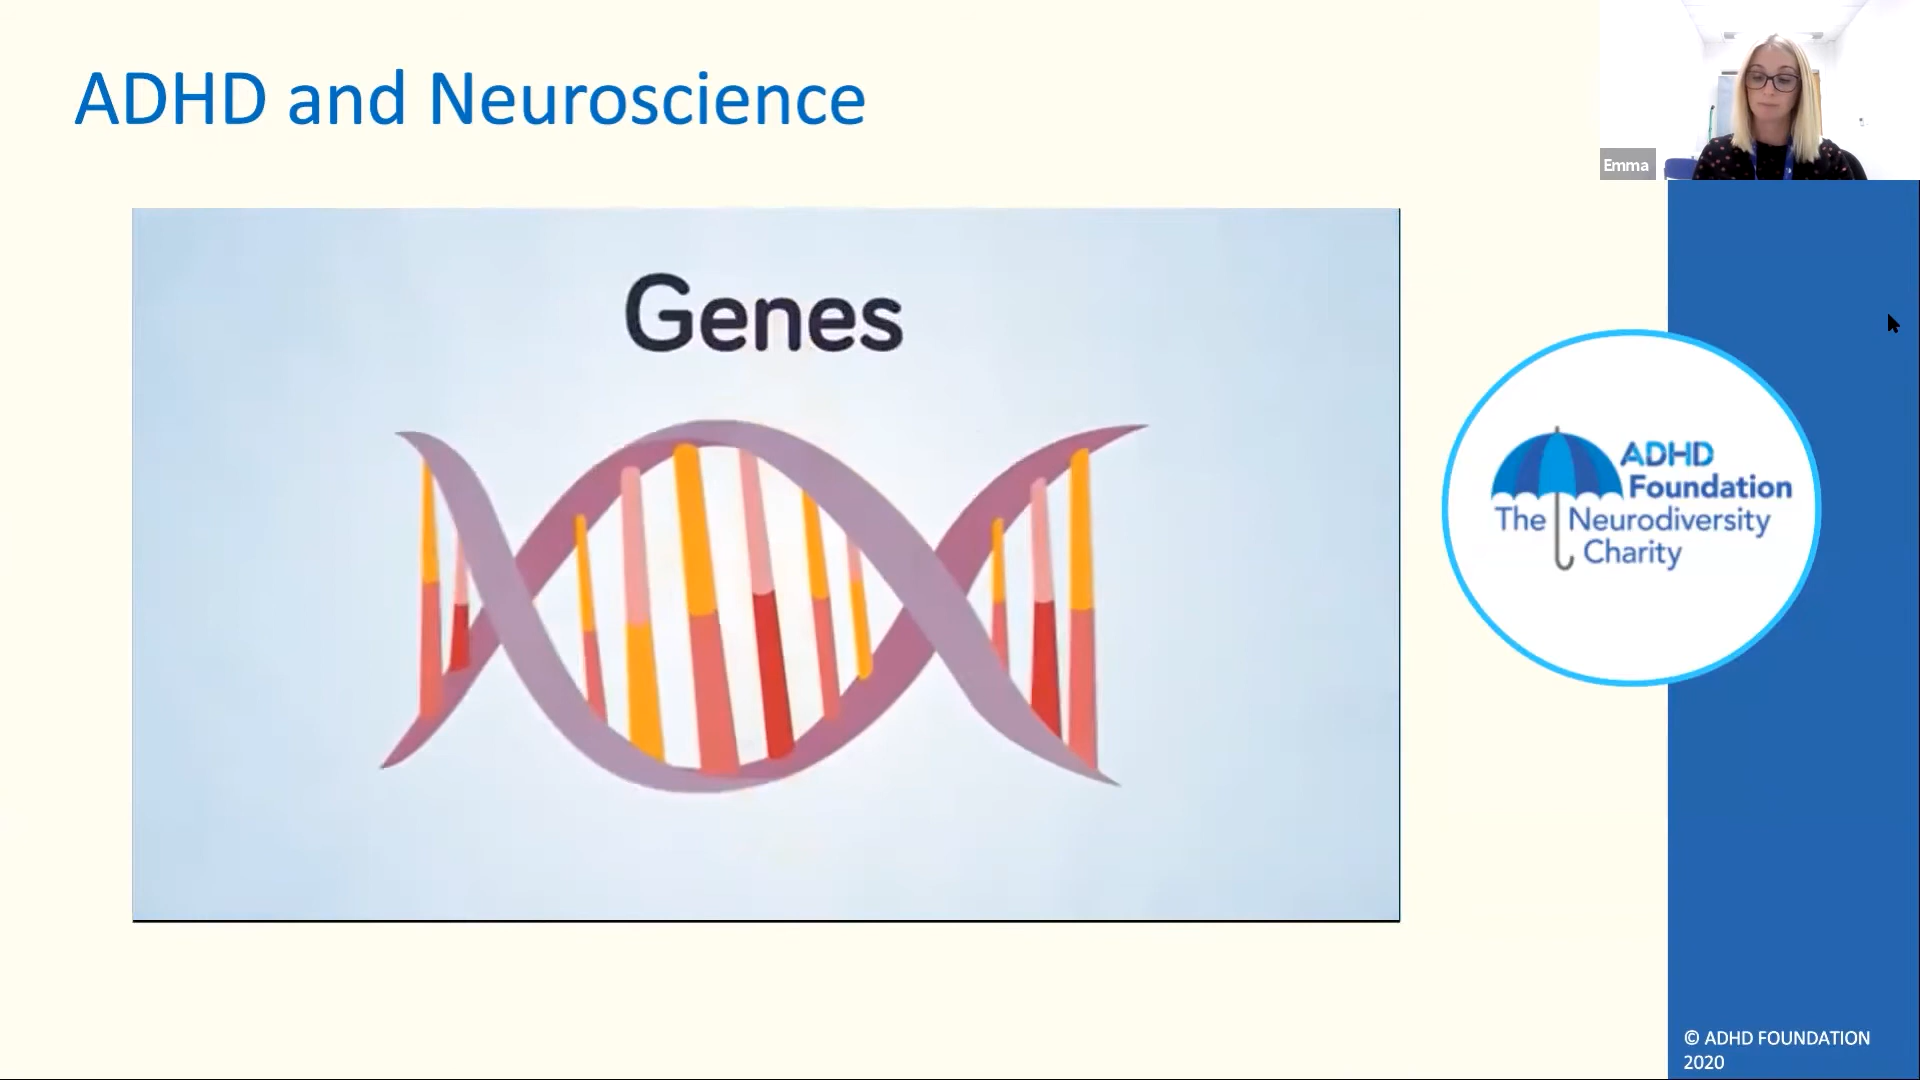 ADHD and Neuroscience
Emma
Genes
ADHD
Foundation
The Neurodiversity
Charity
© ADHD FOUNDATION
2020